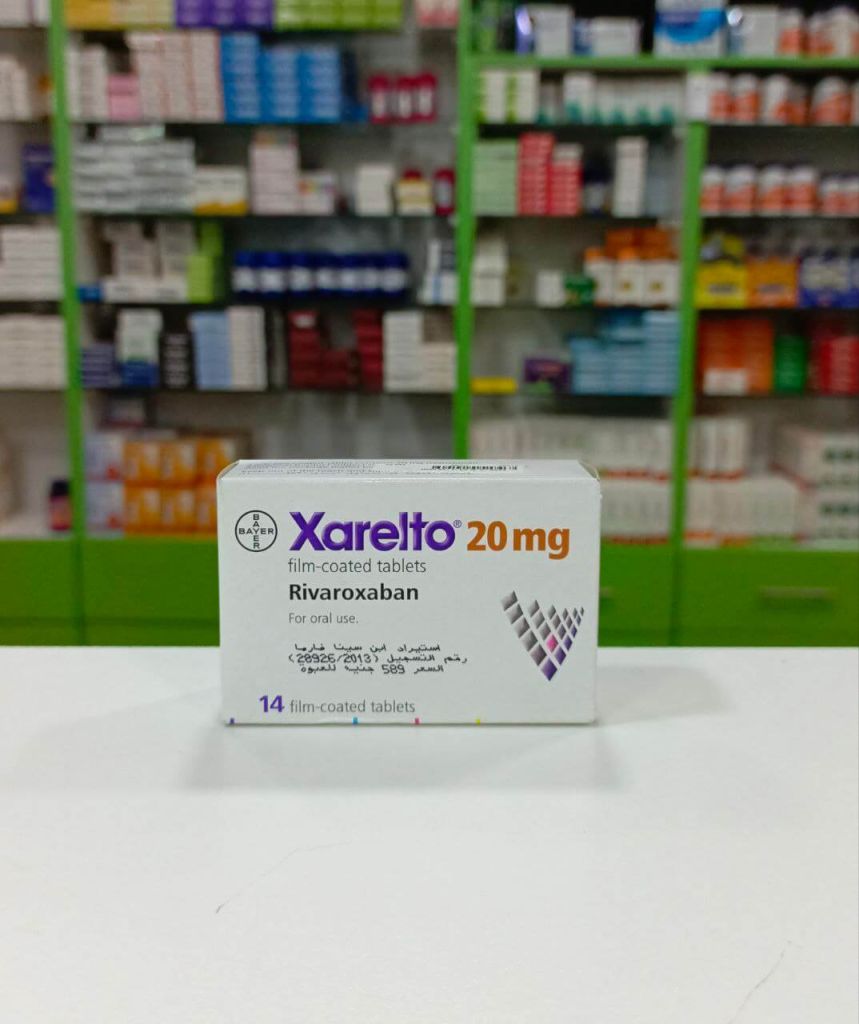 BAYER
BAYER
Xarelto® 20 mg
film-coated tablets
Rivaroxaban
For oral use.
استيراد ابن سينا فارما
رقم التسجيل (28926/2013)
السعر 589 جنيه للعبوة
14 film-coated tablets